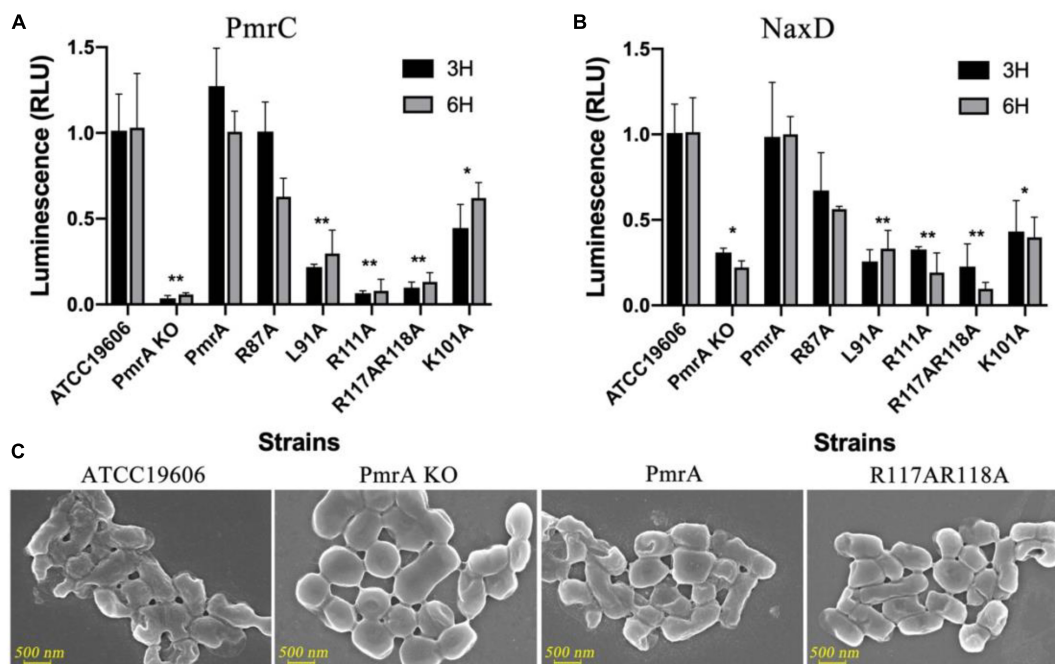 A
PmrC
Luminescence (RLU)
1.5
1.0
0.5
0.0
3H
6H
**
**
**
**
*
ATCC19606
PmrA KO
PmrA
R87A
L91A
R111A
R117AR118A
K101A
Strains
B
NaxD
Luminescence (RLU)
1.5
1.0
0.5
0.0
3H
6H
*
**
**
**
*
ATCC19606
PmrA KO
PmrA
R87A
L91A
R111A
R117AR118A
K101A
Strains
C
ATCC19606
PmrA KO
PmrA
R117AR118A
500 nm
500 nm
500 nm
500 nm